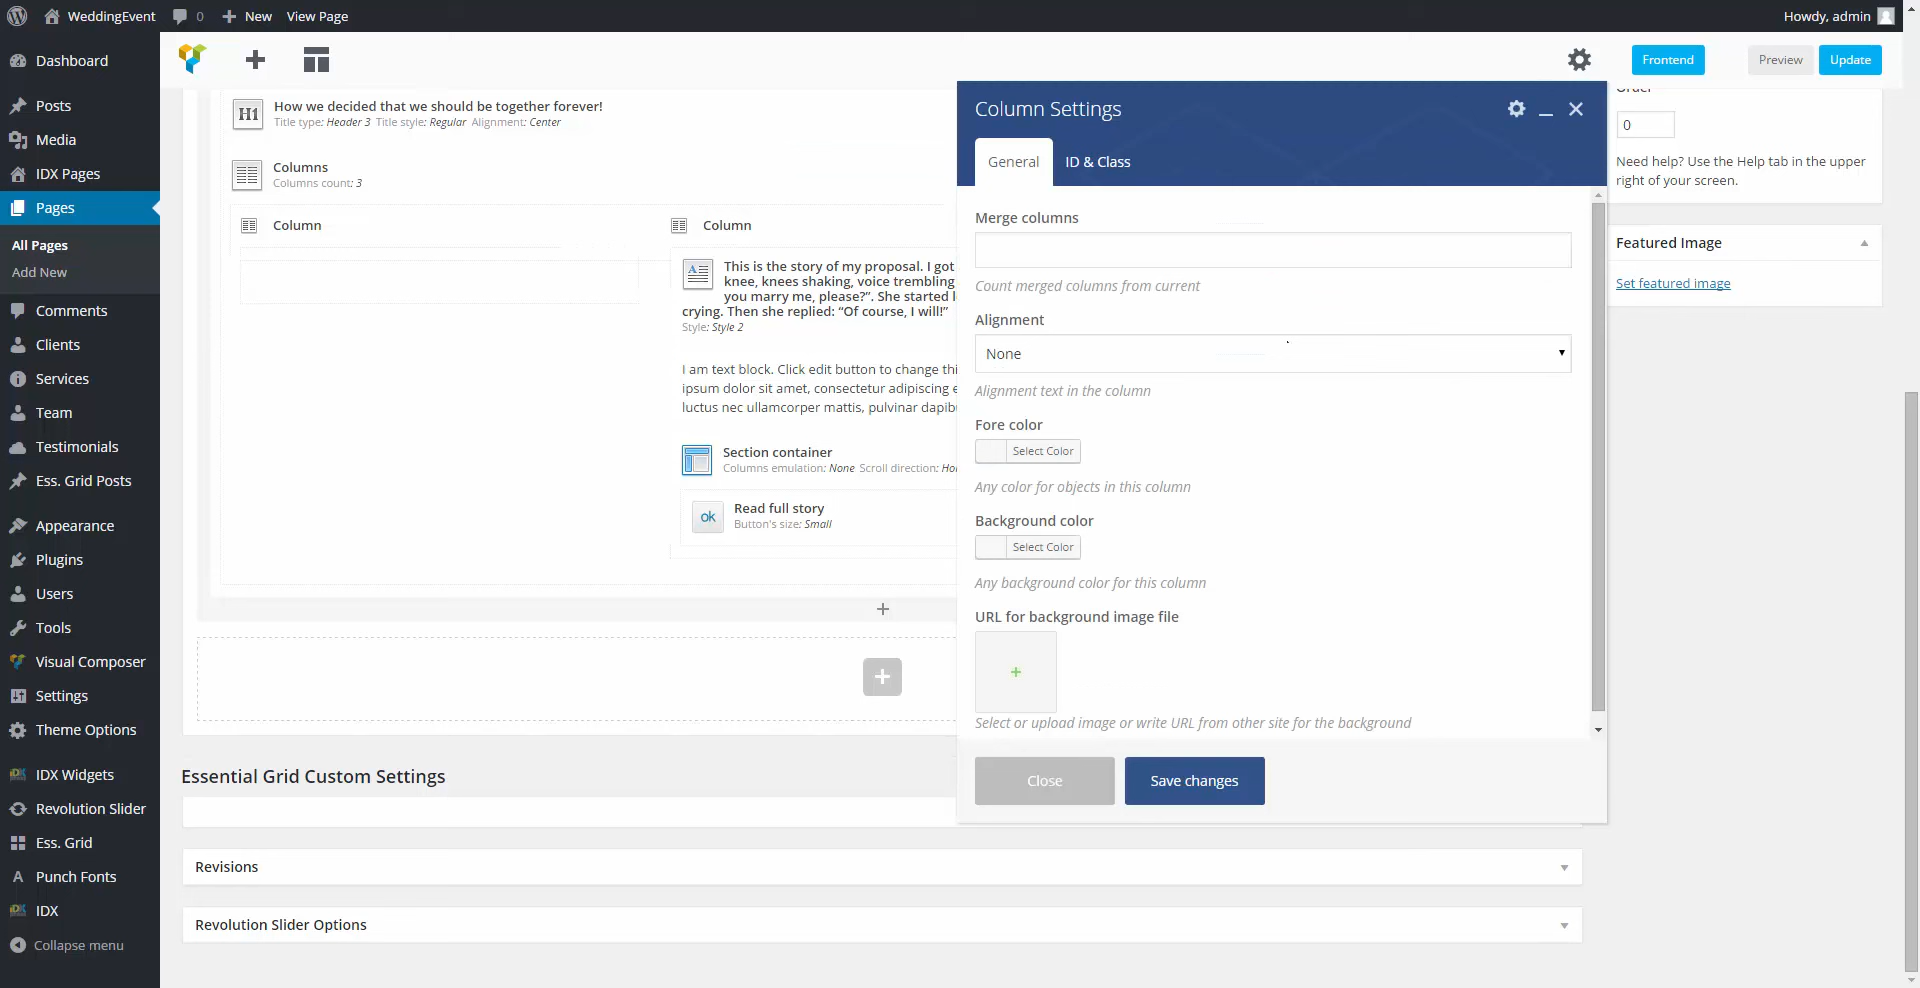 WeddingEvent
0
New
View Page
Howdy, admin
Dashboard
Posts
Media
IDX Pages
Pages
All Pages
Add New
Comments
Clients
Services
Team
Testimonials
Ess. Grid Posts
Appearance
Plugins
Users
Tools
Visual Composer
Settings
Theme Options
IDX Widgets
Revolution Slider
Ess. Grid
Punch Fonts
IDX
Collapse menu
Frontend
Preview
Update
H1
How we decided that we should be together forever!
Title type: Header 3 Title style: Regular Alignment: Center
Columns
Columns count: 3
Column
Column
This is the story of my proposal. I got
knee, knees shaking, voice trembling
you marry me, please?”. She started
crying. Then she replied: “Of course, I will!”
Style: Style 2
I am text block. Click edit button to change
ipsum dolor sit amet, consectetur adipiscing
luctus nec ullamcorper mattis, pulvinar
Section container
Columns emulation: None Scroll direction:
ok
Read full story
Button's size: Small
Essential Grid Custom Settings
Revisions
Revolution Slider Options
Column Settings
General
ID & Class
Merge columns
Count merged columns from current
Alignment
None
Alignment text in the column
Fore color
Select Color
Any color for objects in this column
Background color
Select Color
Any background color for this column
URL for background image file
Select or upload image or write URL from other site for the background
Close
Save changes
Order
0
Need help? Use the Help tab in the upper
right of your screen.
Featured Image
Set featured image